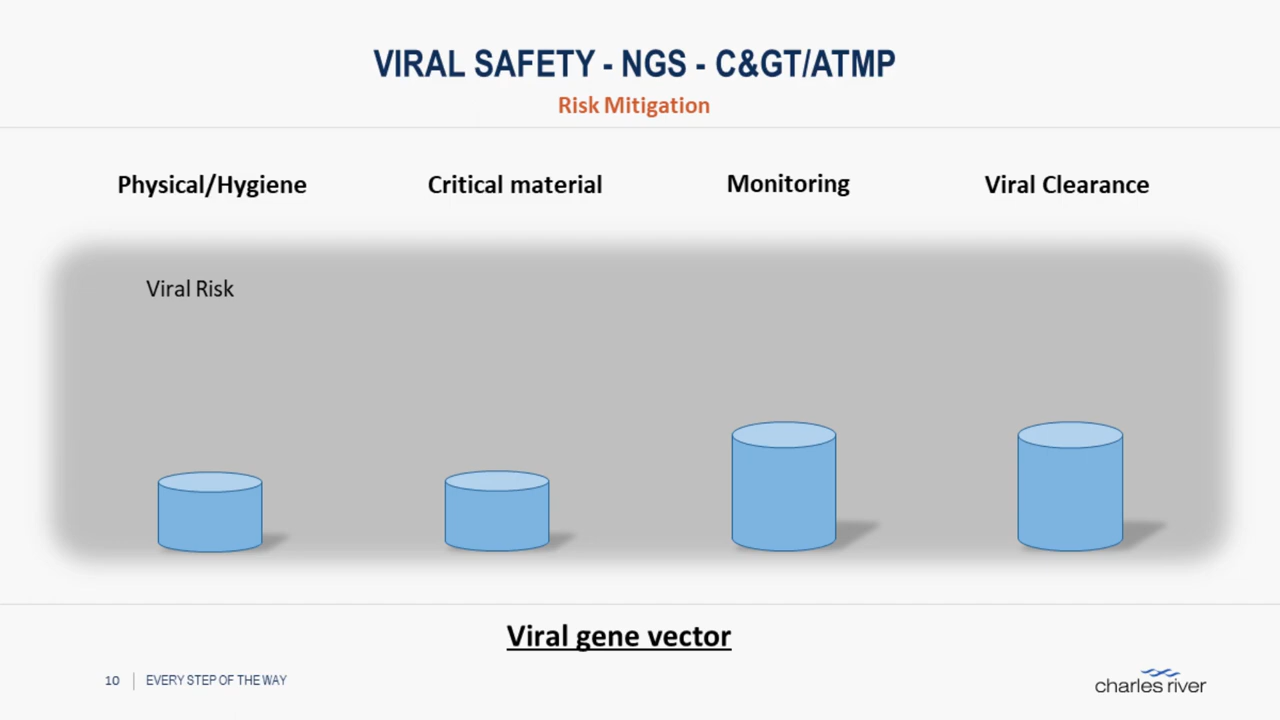 VIRAL SAFETY - NGS - C&GT/ATMP
Risk Mitigation
Physical/Hygiene
Critical material
Monitoring
Viral Clearance
Viral Risk
Viral gene vector
10
EVERY STEP OF THE WAY
charles river